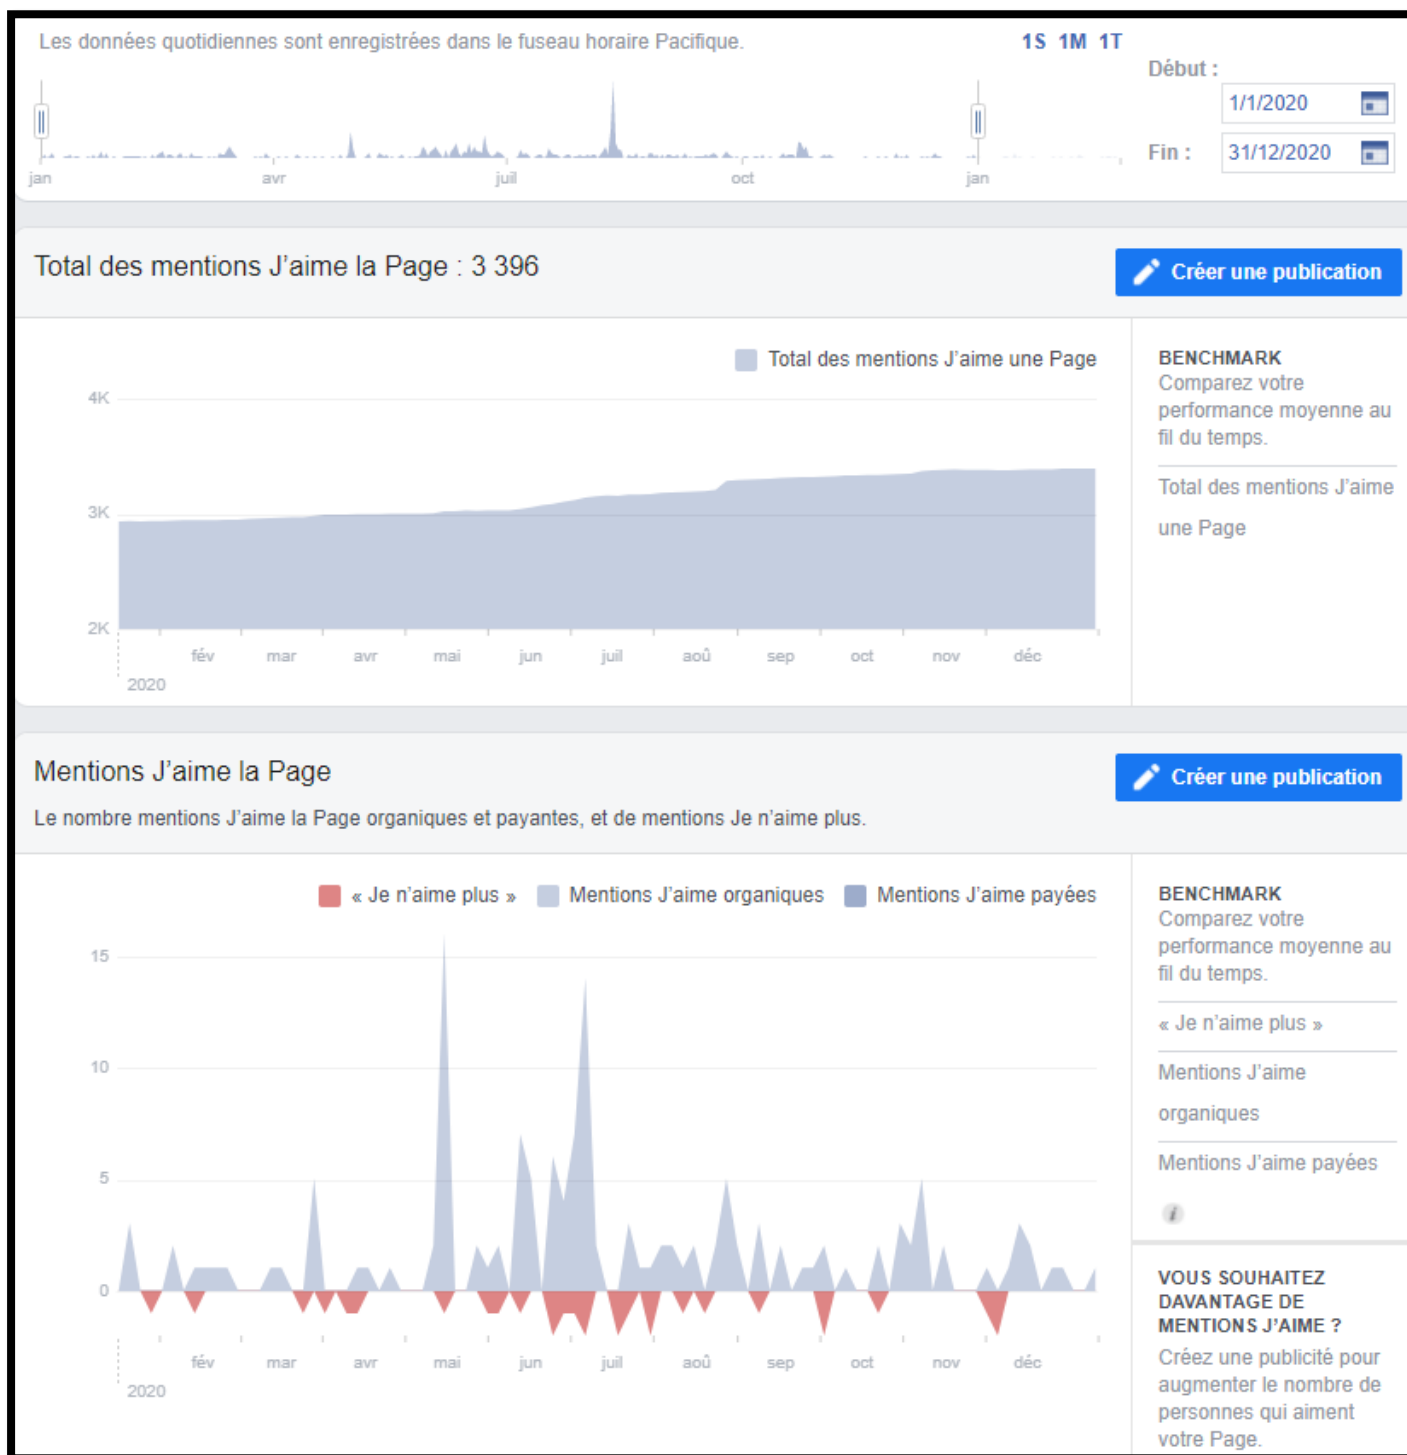 Les données quotidiennes sont enregistrées dans le fuseau horaire Pacifique.
1S 1M 1T
Début :
1/1/2020
Fin :
31/12/2020
jan
avr
juil
oct
jan
Total des mentions J'aime la Page : 3 396
Créer une publication
Total des mentions J'aime une Page
4K
3K
2K
fév
mar
avr
mai
jun
juil
aoû
sep
oct
nov
déc
2020
BENCHMARK
Comparez votre
performance moyenne au
fil du temps.
Total des mentions J'aime
une Page
Mentions J'aime la Page
Le nombre mentions J'aime la Page organiques et payantes, et de mentions Je n'aime plus.
Créer une publication
« Je n'aime plus »
Mentions J'aime organiques
Mentions J'aime payées
15
10
5
0
fév
mar
avr
mai
jun
juil
aoû
sep
oct
nov
déc
2020
BENCHMARK
Comparez votre
performance moyenne au
fil du temps.
« Je n'aime plus »
Mentions J'aime
organiques
Mentions J'aime payées
i
VOUS SOUHAITEZ
DAVANTAGE DE
MENTIONS J'AIME ?
Créez une publicité pour
augmenter le nombre de
personnes qui aiment
votre Page.